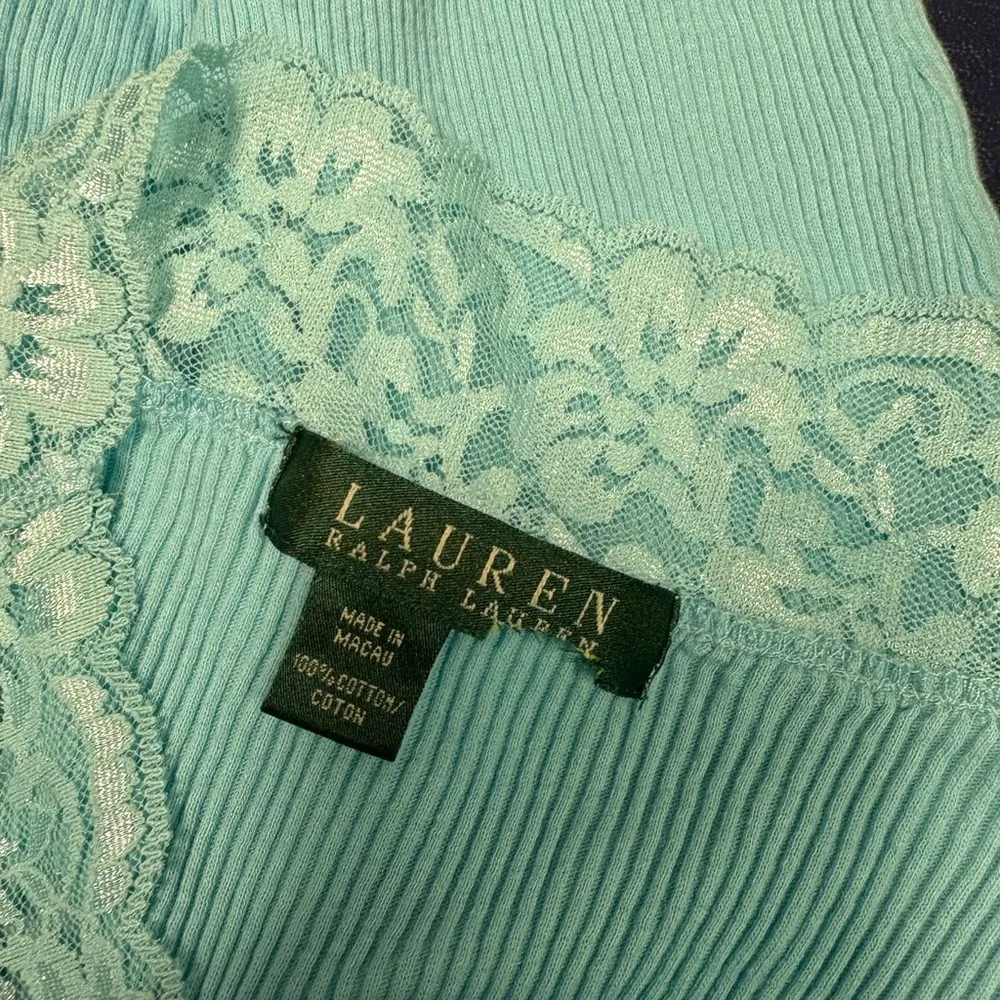 LAUREN
RALPH LAUREN
MADE IN
MACAU
100% COTTON/
COTON